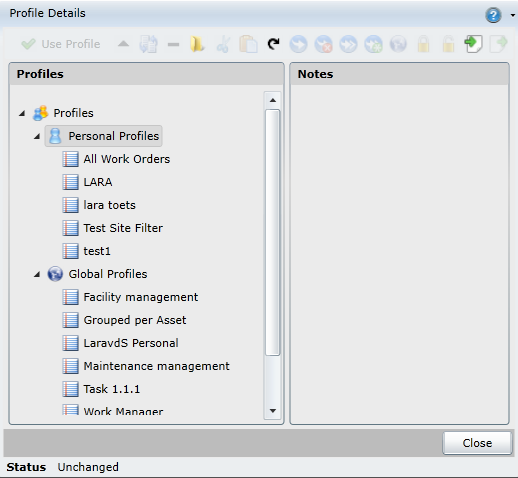 Profile Details
Use Profile
Profiles
Notes
Profiles
Personal Profiles
All Work Orders
LARA
lara toets
Test Site Filter
test1
Global Profiles
Facility management
Grouped per Asset
LaravdS Personal
Maintenance management
Task 1.1.1
Work Manager
Close
Status Unchanged